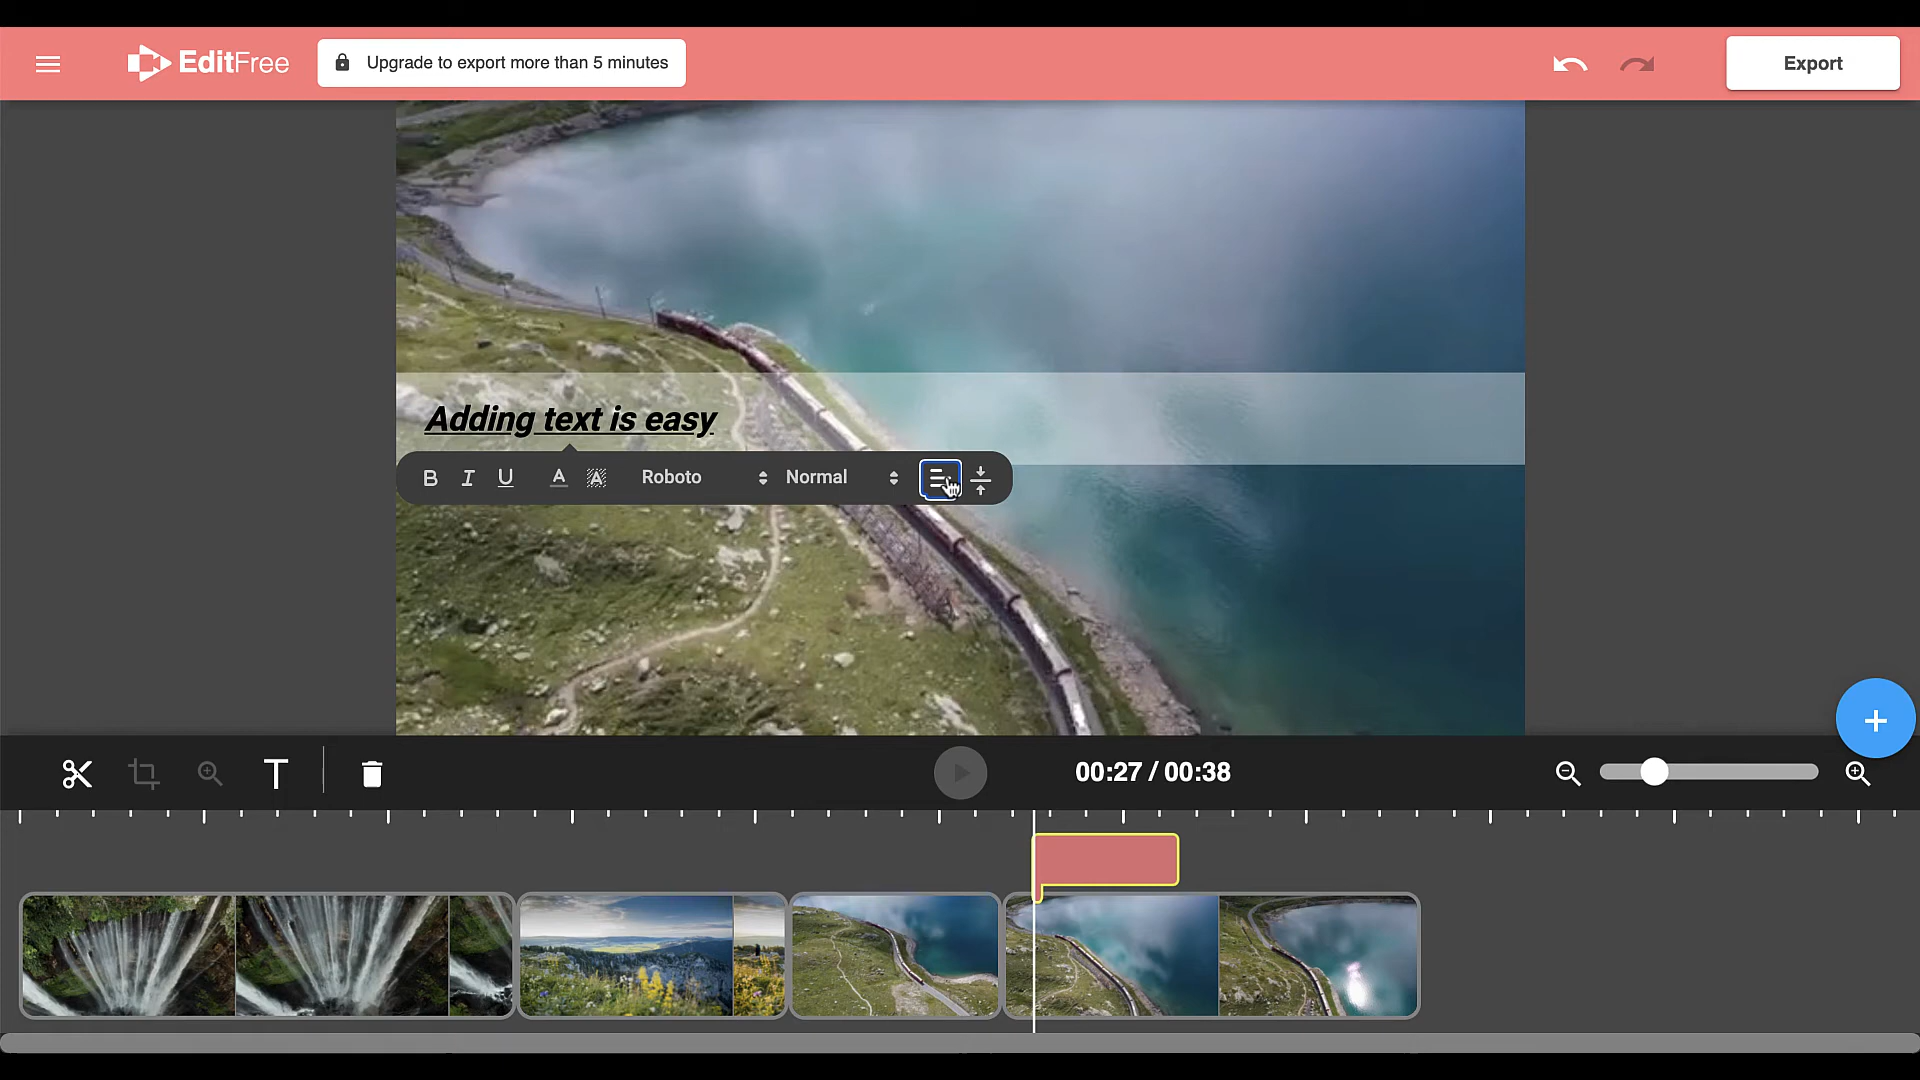 EditFree
Upgrade to export more than 5 minutes
Export
Adding text is easy
B I U A A Roboto Normal
T
00:27 / 00:38